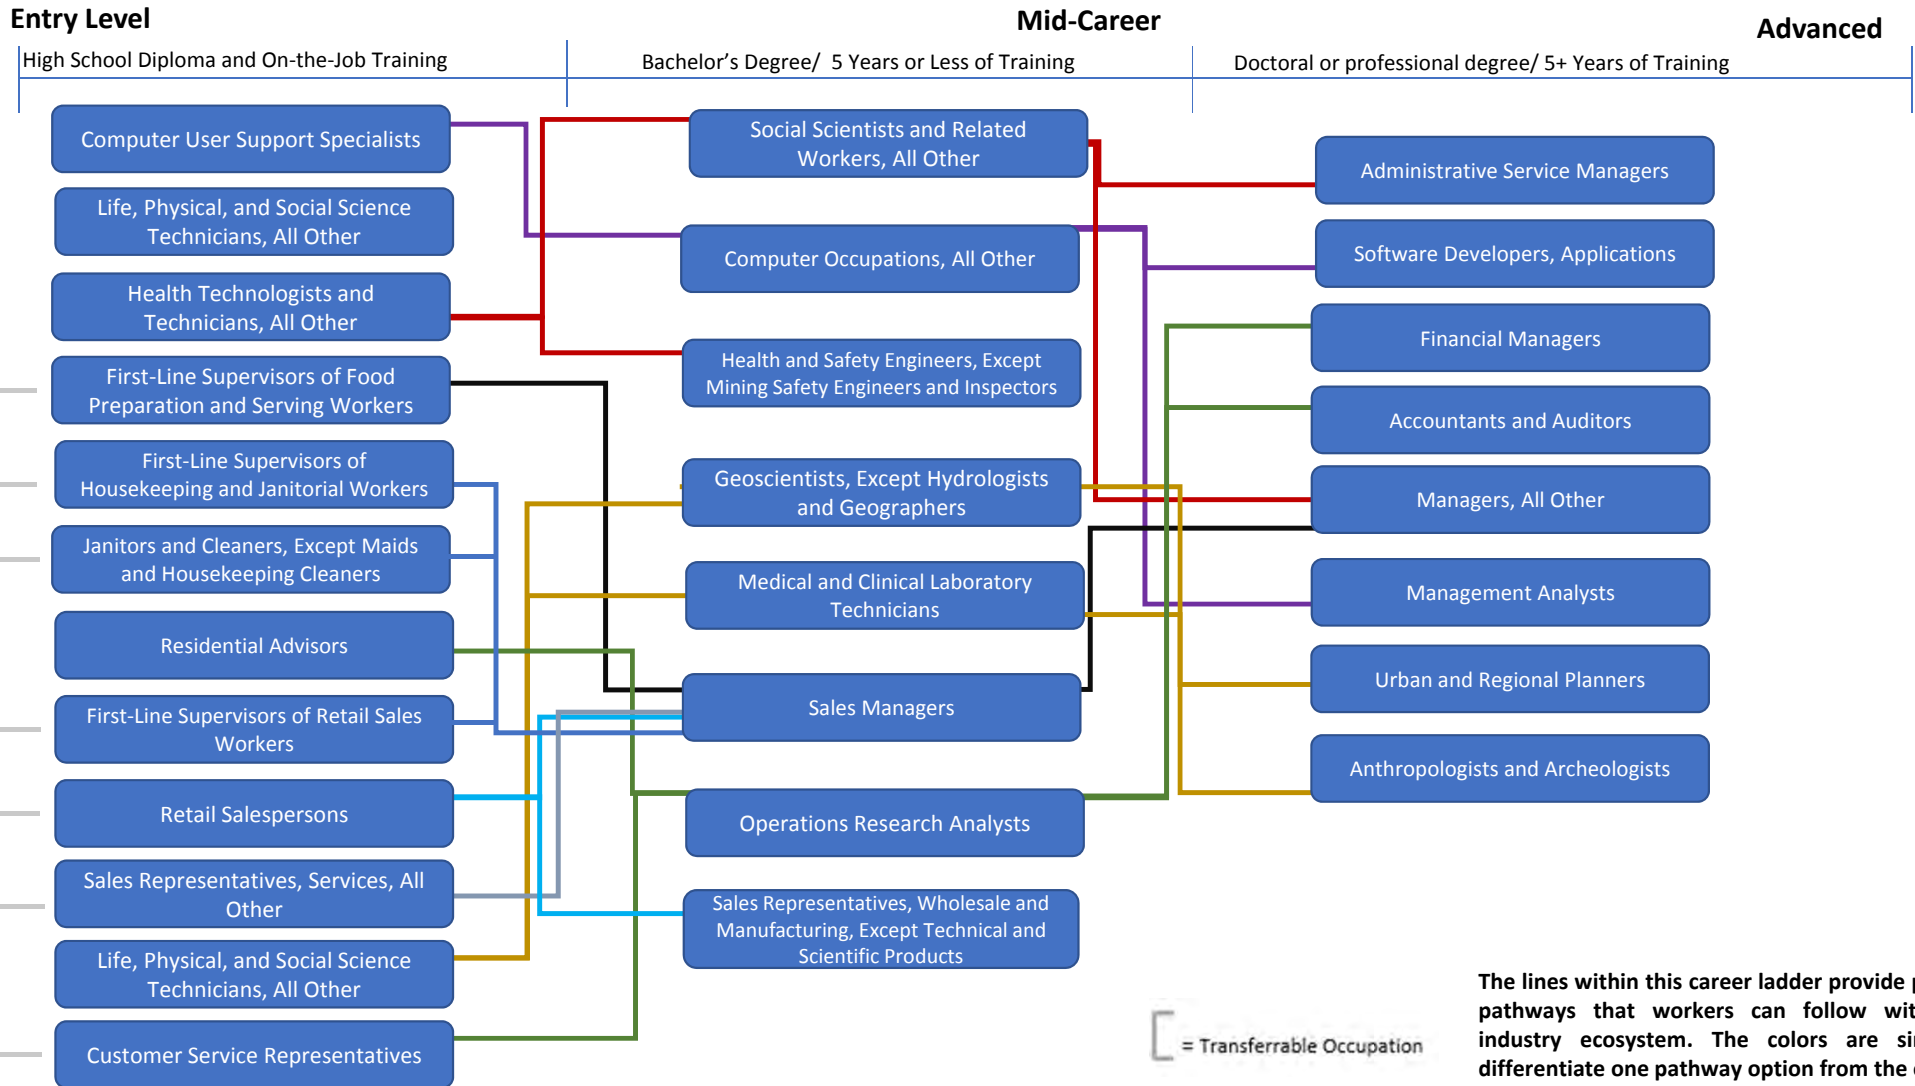 Entry Level
Mid-Career
Advanced
High School Diploma and On-the-Job Training
Bachelor’s Degree/ 5 Years or Less of Training
Doctoral or professional degree/ 5+ Years of Training
Computer User Support Specialists
Life, Physical, and Social Science
Technicians, All Other
Health Technologists and
Technicians, All Other
First-Line Supervisors of Food
Preparation and Serving Workers
First-Line Supervisors of
Housekeeping and Janitorial Workers
Janitors and Cleaners, Except Maids
and Housekeeping Cleaners
Residential Advisors
First-Line Supervisors of Retail Sales
Workers
Retail Salespersons
Sales Representatives, Services, All
Other
Life, Physical, and Social Science
Technicians, All Other
Customer Service Representatives
Social Scientists and Related
Workers, All Other
Computer Occupations, All Other
Health and Safety Engineers, Except
Mining Safety Engineers and Inspectors
Geoscientists, Except Hydrologists
and Geographers
Medical and Clinical Laboratory
Technicians
Sales Managers
Operations Research Analysts
Sales Representatives, Wholesale and
Manufacturing, Except Technical and
Scientific Products
Administrative Service Managers
Software Developers, Applications
Financial Managers
Accountants and Auditors
Managers, All Other
Management Analysts
Urban and Regional Planners
Anthropologists and Archeologists
= Transferrable Occupation
The lines within this career ladder provide
pathways that workers can follow
industry ecosystem. The colors are
differentiate one pathway option from the